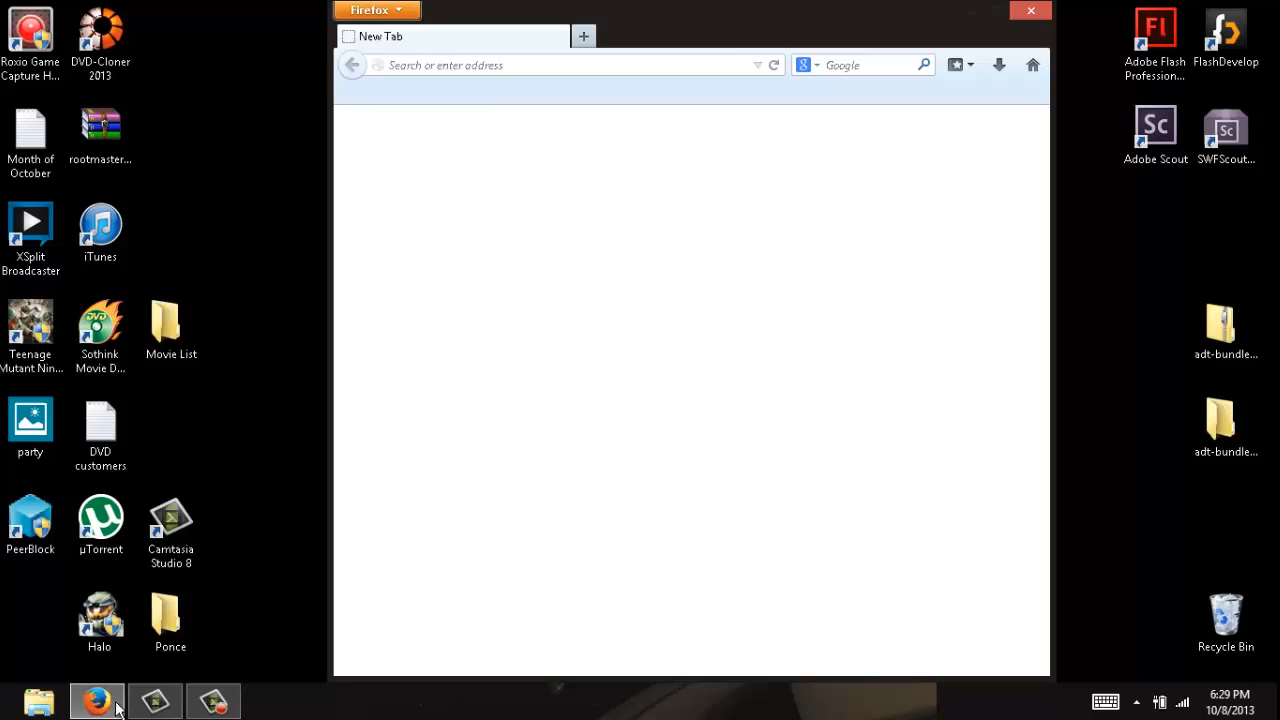 Firefox
New Tab
Search or enter address
Google
Roxio Game
Capture H...
DVD-Cloner
2013
Month of
October
rootmaster...
XSplit
Broadcaster
iTunes
Teenage
Mutant Nin...
Sothink
Movie D...
Movie List
party
DVD
customers
PeerBlock
µTorrent
Camtasia
Studio 8
Halo
Ponce
Adobe Flash
Profession...
FlashDevelop
Adobe Scout
SWFScout...
adt-bundle...
adt-bundle...
Recycle Bin
6:29 PM
10/8/2013